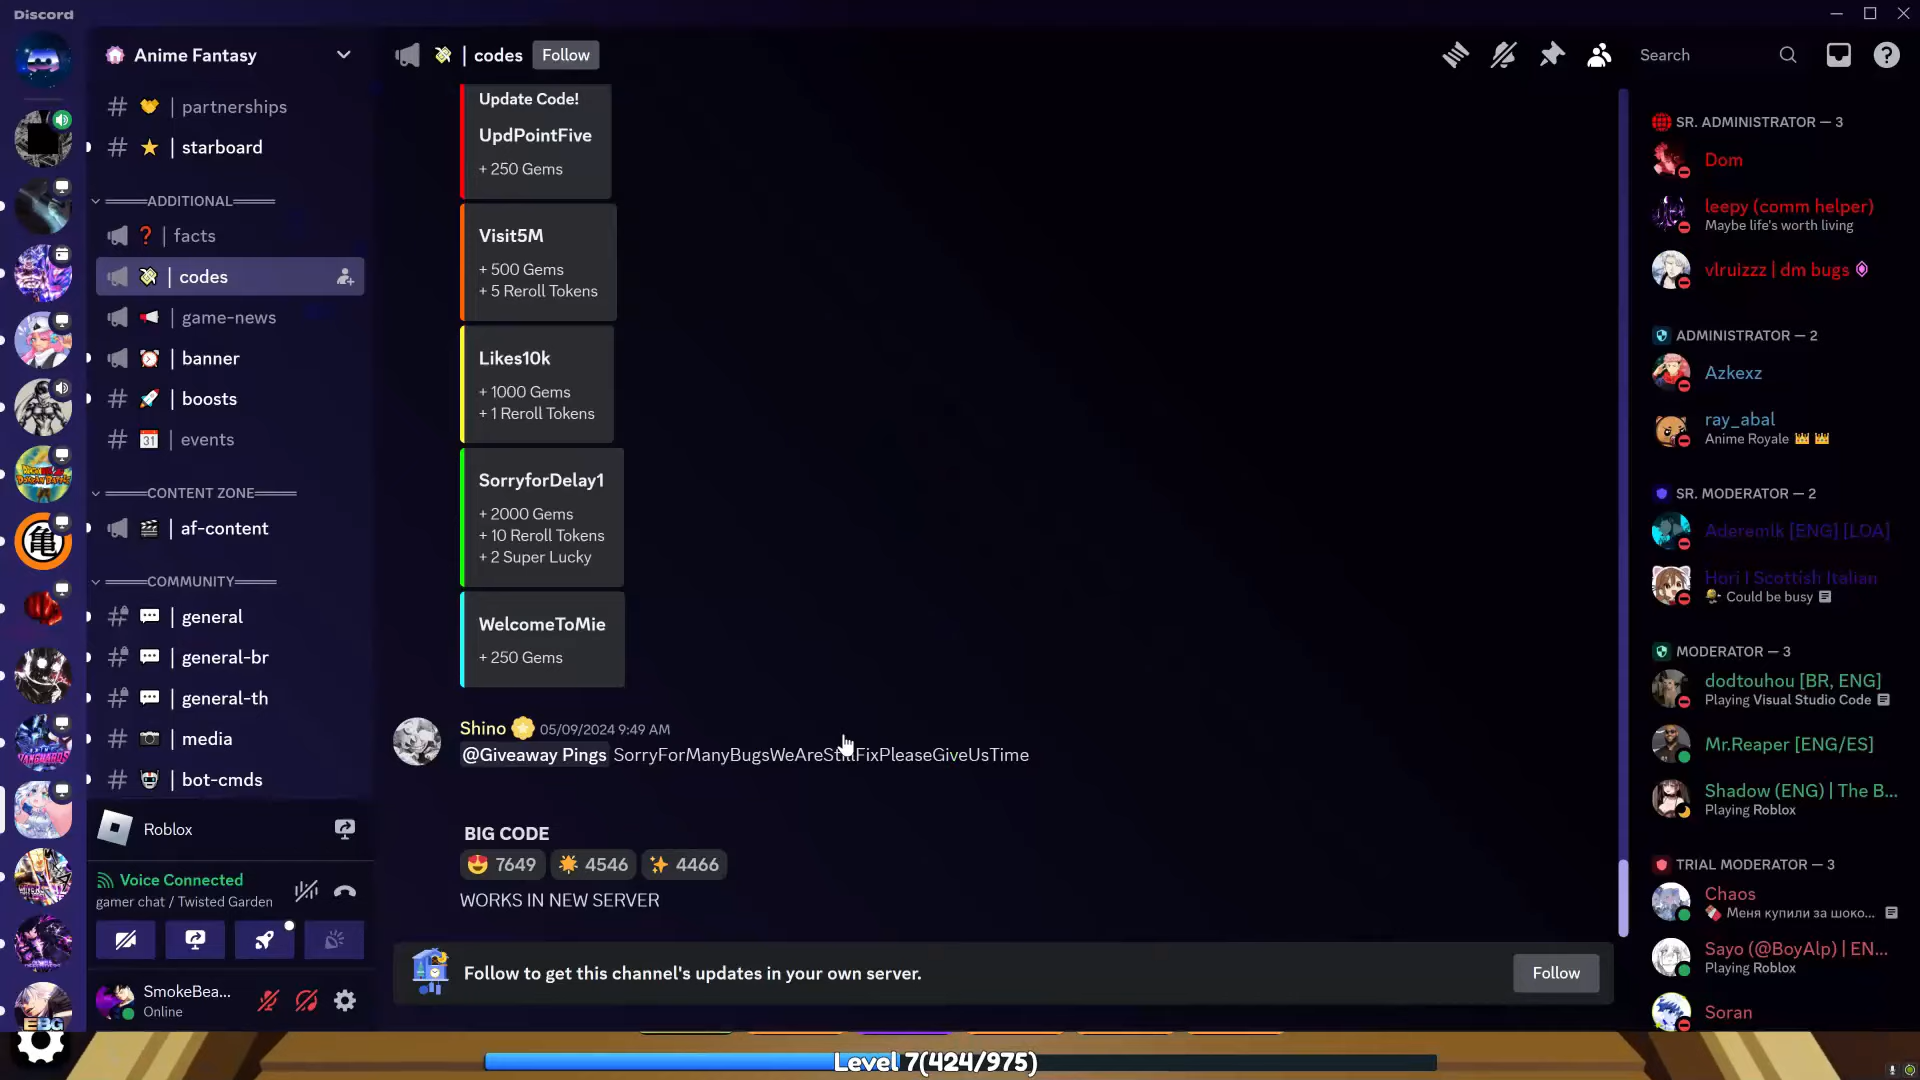 Discord
Anime Fantasy
| partnerships
| starboard
═══ADDITIONAL═══
| facts
| codes
| game-news
| banner
| boosts
31 | events
═══CONTENT ZONE═══
| af-content
═══COMMUNITY═══
| general
| general-br
| general-th
| media
| bot-cmds
Roblox
Voice Connected
gamer chat / Twisted Garden
SmokeBea...
Online
EBG
| codes
Follow
Search
Update Code!
UpdPointFive
+ 250 Gems
Visit5M
+ 500 Gems
+ 5 Reroll Tokens
Likes10k
+ 1000 Gems
+ 1 Reroll Tokens
SorryforDelay1
+ 2000 Gems
+ 10 Reroll Tokens
+ 2 Super Lucky
WelcomeToMie
+ 250 Gems
Shino 05/09/2024 9:49 AM
@Giveaway Pings SorryForManyBugsWeAreStillFixPleaseGiveUsTime
BIG CODE
7649 4546 4466
WORKS IN NEW SERVER
Follow to get this channel's updates in your own server.
Follow
SR. ADMINISTRATOR — 3
Dom
leepy (comm helper)
Maybe life's worth living
vlruizzz | dm bugs
ADMINISTRATOR — 2
Azkexz
ray_abal
Anime Royale
SR. MODERATOR — 2
Aderemlk [ENG] [LOA]
Hori I Scottish Italian
Could be busy
MODERATOR — 3
dodtouhou [BR, ENG]
Playing Visual Studio Code
Mr.Reaper [ENG/ES]
Shadow (ENG) | The B...
Playing Roblox
TRIAL MODERATOR — 3
Chaos
Меня купили за шоко...
Sayo (@BoyAlp) | EN...
Playing Roblox
Soran
Level 7(424/975)